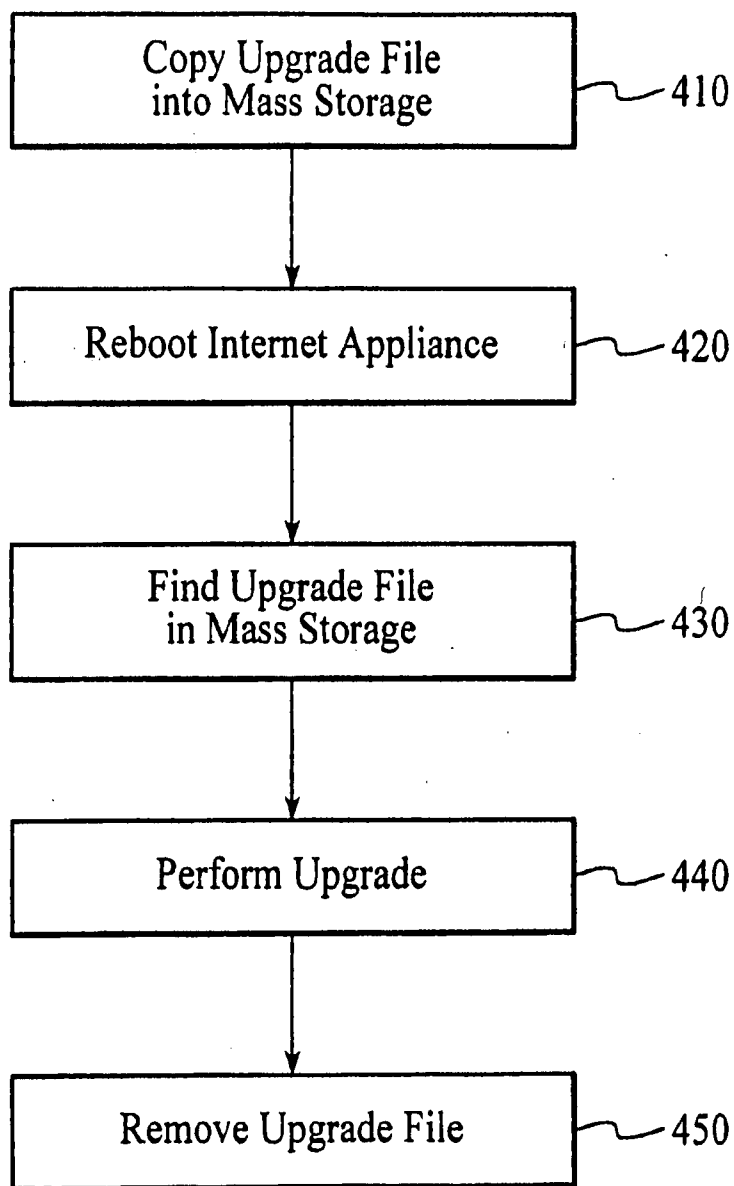 Copy Upgrade File
into Mass Storage
410
Reboot Internet Appliance
420
Find Upgrade File
in Mass Storage
430
Perform Upgrade
440
Remove Upgrade File
450